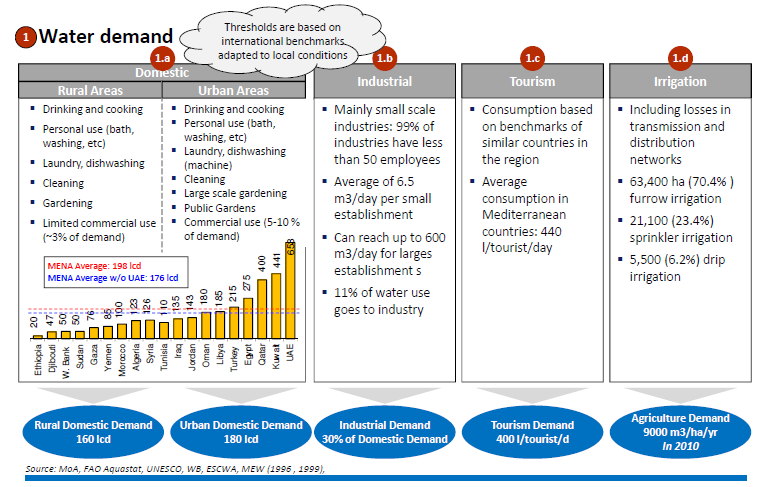 1 Water demand
Thresholds are based on
international benchmarks
adapted to local conditions
1.a
1.b
1.c
1.d
Domestic
Rural Areas
▪ Drinking and cooking
▪ Personal use (bath,
washing, etc)
▪ Laundry, dishwashing
▪ Cleaning
▪ Gardening
▪ Limited commercial use
(~3% of demand)
Urban Areas
▪ Drinking and cooking
▪ Personal use (bath,
washing, etc)
▪ Laundry, dishwashing
(machine)
▪ Cleaning
▪ Large scale gardening
▪ Public Gardens
▪ Commercial use (5-10 %
of demand)
MENA Average: 198 lcd
MENA Average w/o UAE: 176 lcd
20 47 50 50 76 85 100 123 126 110 135 143 180 185 215 275 400 441 658
Ethiopia Djibouti W. Bank Sudan Gaza Yemen Morocco Algeria Syria Tunisia Iraq Jordan Oman Libya Turkey Egypt Qatar Kuwait UAE
Industrial
▪ Mainly small scale
industries: 99% of
industries have less
than 50 employees
▪ Average of 6.5
m3/day per small
establishment
▪ Can reach up to 600
m3/day for larges
establishment s
▪ 11% of water use
goes to industry
Tourism
▪ Consumption based
on benchmarks of
similar countries in
the region
▪ Average
consumption in
Mediterranean
countries: 440
l/tourist/day
Irrigation
▪ Including losses in
transmission and
distribution
networks
▪ 63,400 ha (70.4% )
furrow irrigation
▪ 21,100 (23.4%)
sprinkler irrigation
▪ 5,500 (6.2%) drip
irrigation
Rural Domestic Demand
160 lcd
Urban Domestic Demand
180 lcd
Industrial Demand
30% of Domestic Demand
Tourism Demand
400 l/tourist/d
Agriculture Demand
9000 m3/ha/yr
In 2010
Source: MoA, FAO Aquastat, UNESCO, WB, ESCWA, MEW (1996 , 1999),